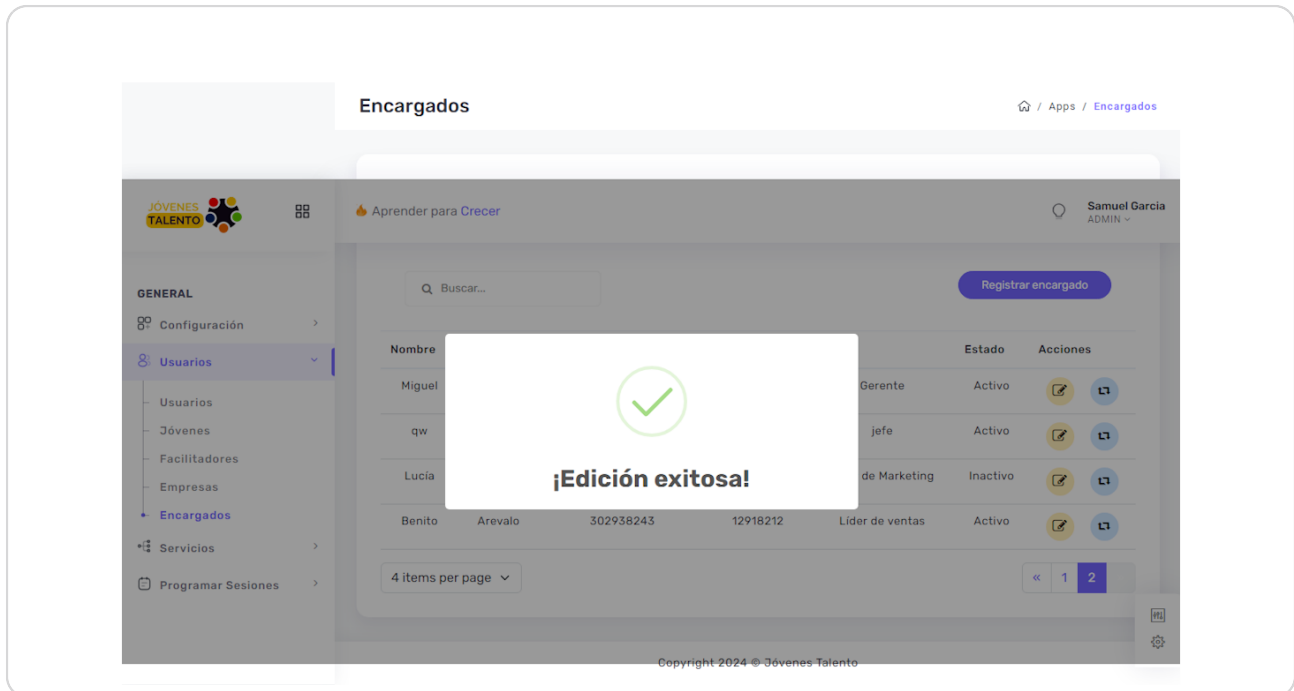 Encargados
/ Apps / Encargados
JÓVENES
TALENTO
Aprender para Crecer
Samuel Garcia
ADMIN
GENERAL
Configuración
Usuarios
Usuarios
Jóvenes
Facilitadores
Empresas
Encargados
Servicios
Programar Sesiones
Buscar...
Registrar encargado
Nombre Estado Acciones
Miguel Gerente Activo
qw jefe Activo
Lucía de Marketing Inactivo
¡Edición exitosa!
Benito Arevalo 302938243 12918212 Líder de ventas Activo
4 items per page
« 1 2
Copyright 2024 © Jóvenes Talento